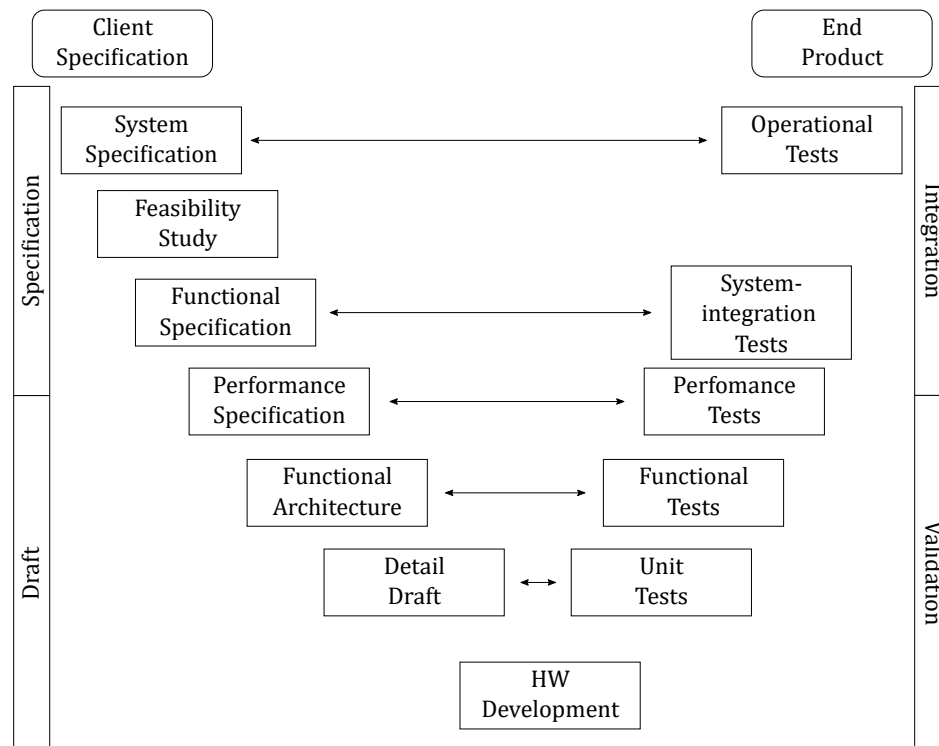 Client
Specification
End
Product
Specification
Integration
System
Specification
Operational
Tests
Feasibility
Study
Functional
Specification
System-
integration
Tests
Performance
Specification
Perfomance
Tests
Draft
Validation
Functional
Architecture
Functional
Tests
Detail
Draft
Unit
Tests
HW
Development